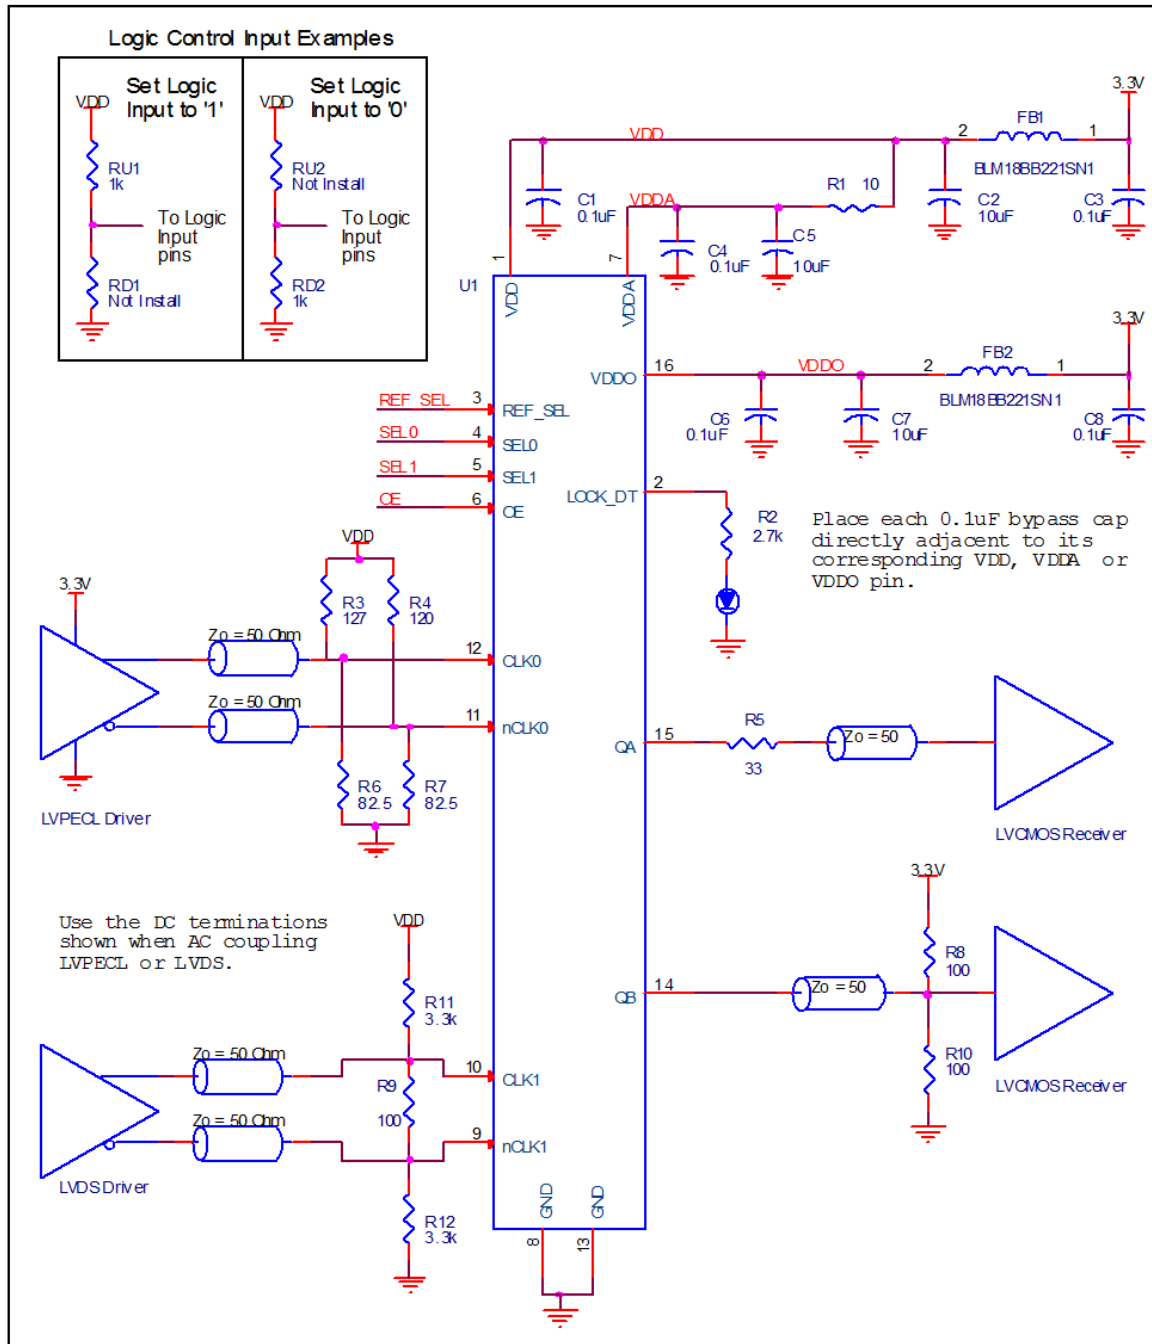 Logic Control Input Examples
Set Logic
Input to '1'
VDD
RU1
1k
To Logic
Input
pins
RD1
Not Install
Set Logic
Input to '0'
VDD
RU2
Not Install
To Logic
Input
pins
RD2
1k
3.3V
VDD
2
FB1
1
BLM18BB221SN1
C1
0.1uF
VDDA
R1 10
C2
10uF
C3
0.1uF
C4
0.1uF
C5
10uF
1
7
U1
VDD
VDDA
3.3V
VDDO
16
VDDO
2
FB2
1
BLM18BB221SN1
C6
0.1uF
C7
10uF
C8
0.1uF
REF_SEL
3
REF_SEL
SEL0
4
SEL0
SEL1
5
SEL1
OE
6
OE
LOCK_DT
2
R2
2.7k
Place each 0.1uF bypass cap
directly adjacent to its
corresponding VDD, VDDA or
VDDO pin.
VDD
3.3V
R3
127
R4
120
Zo = 50 Ohm
12
CLK0
Zo = 50 Ohm
11
nCLK0
R6
82.5
R7
82.5
LVPECL Driver
QA
15
R5
33
Zo = 50
LVCMOS Receiver
3.3V
R8
100
QB
14
Zo = 50
R10
100
LVCMOS Receiver
Use the DC terminations
shown when AC coupling
LVPECL or LVDS.
VDD
R11
3.3k
Zo = 50 Ohm
10
CLK1
R9
100
Zo = 50 Ohm
9
nCLK1
LVDS Driver
R12
3.3k
GND
GND
8
13